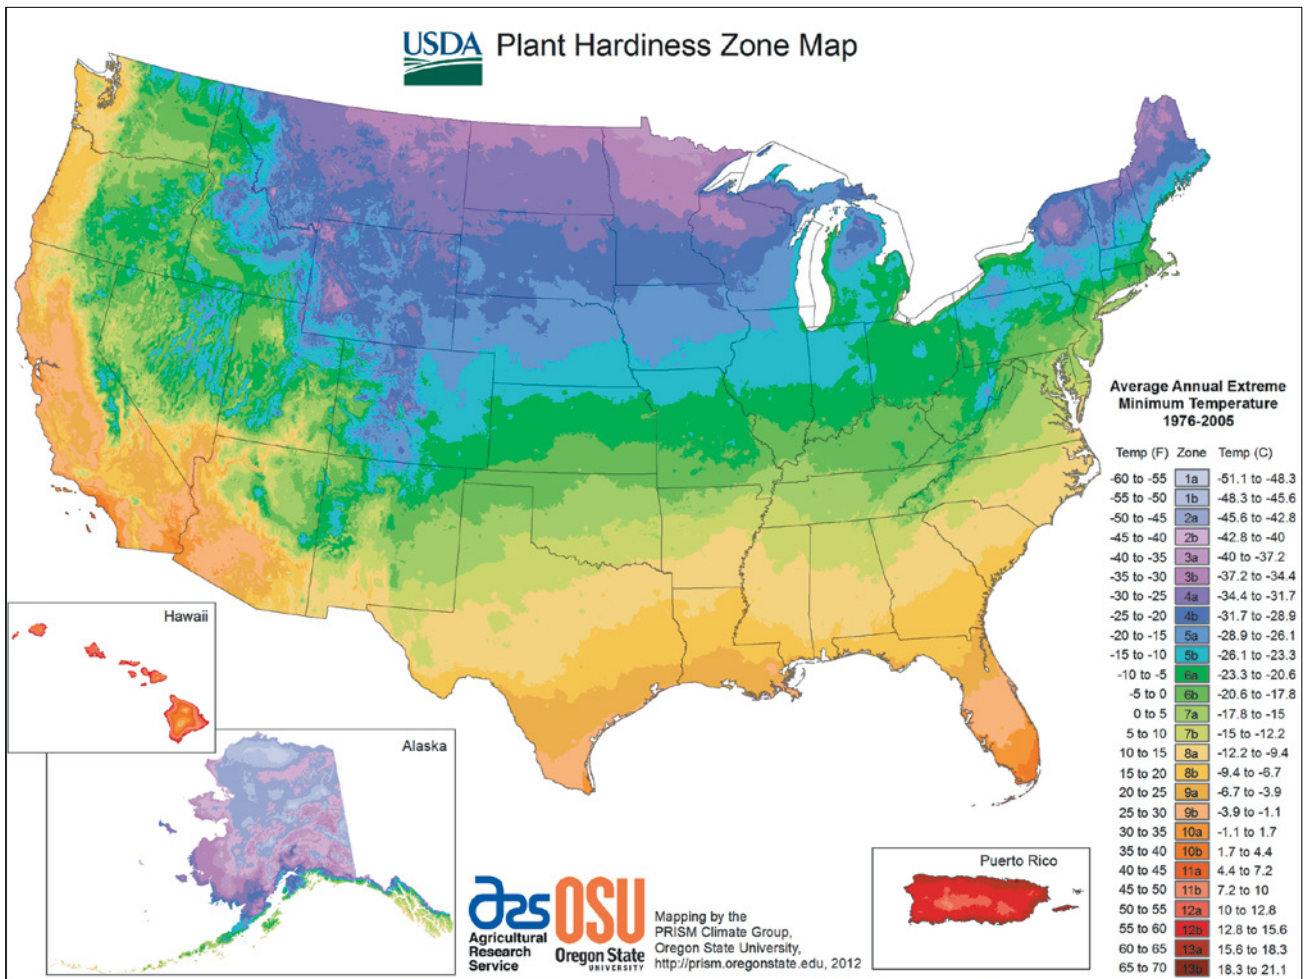 USDA Plant Hardiness Zone Map
Average Annual Extreme
Minimum Temperature
1976-2005
Temp (F) Zone Temp (C)
-60 to -55 1a -51.1 to -48.3
-55 to -50 1b -48.3 to -45.6
-50 to -45 2a -45.6 to -42.8
-45 to -40 2b -42.8 to -40
-40 to -35 3a -40 to -37.2
-35 to -30 3b -37.2 to -34.4
-30 to -25 4a -34.4 to -31.7
-25 to -20 4b -31.7 to -28.9
-20 to -15 5a -28.9 to -26.1
-15 to -10 5b -26.1 to -23.3
-10 to -5 6a -23.3 to -20.6
-5 to 0 6b -20.6 to -17.8
0 to 5 7a -17.8 to -15
5 to 10 7b -15 to -12.2
10 to 15 8a -12.2 to -9.4
15 to 20 8b -9.4 to -6.7
20 to 25 9a -6.7 to -3.9
25 to 30 9b -3.9 to -1.1
30 to 35 10a -1.1 to 1.7
35 to 40 10b 1.7 to 4.4
40 to 45 11a 4.4 to 7.2
45 to 50 11b 7.2 to 10
50 to 55 12a 10 to 12.8
55 to 60 12b 12.8 to 15.6
60 to 65 13a 15.6 to 18.3
65 to 70 13b 18.3 to 21.1
Hawaii
Alaska
Puerto Rico
ars
Agricultural
Research
Service
OSU
Oregon State
UNIVERSITY
Mapping by the
PRISM Climate Group,
Oregon State University,
http://prism.oregonstate.edu, 2012